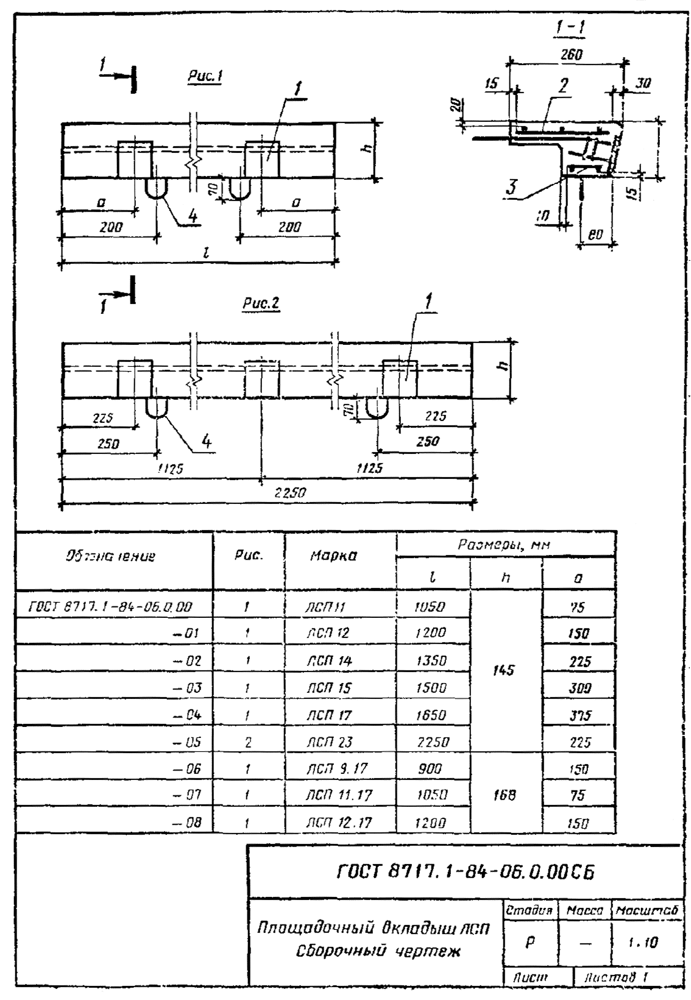 1-1
260
1
Рис.1
1
15
2
30
20
h
70
а
4
а
3
15
200
200
10
80
l
1
Рис.2
1
h
70
225
225
250
4
250
1125
1125
2250
Обозначение Рис. Марка Размеры, мм
l h а
ГОСТ 8717.1-84-06.0.00 1 ЛСП 11 1050 75
-01 1 ЛСП 12 1200 150
-02 1 ЛСП 14 1350 225
145
-03 1 ЛСП 15 1500 300
-04 1 ЛСП 17 1650 375
-05 2 ЛСП 23 2250 225
-06 1 ЛСП 9.17 900 150
-07 1 ЛСП 11.17 1050 168 75
-08 1 ЛСП 12.17 1200 150
ГОСТ 8717.1-84-06.0.00СБ
Площадочный вкладыш ЛСП
Сборочный чертеж
Стадия Масса Масштаб
Р — 1:10
Лист Листов 1